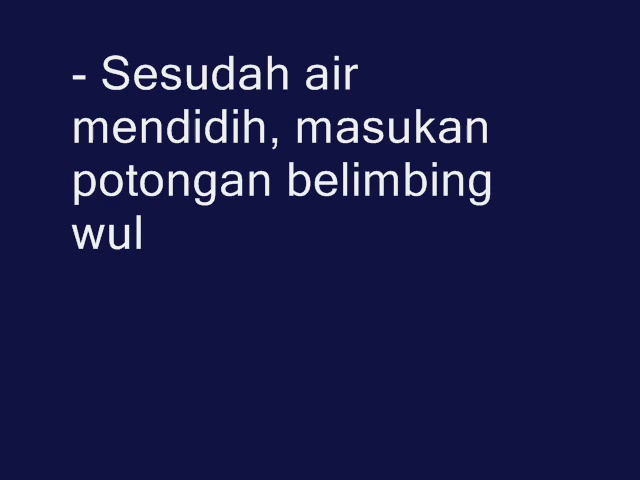 - Sesudah air
mendidih, masukan
potongan belimbing
wul